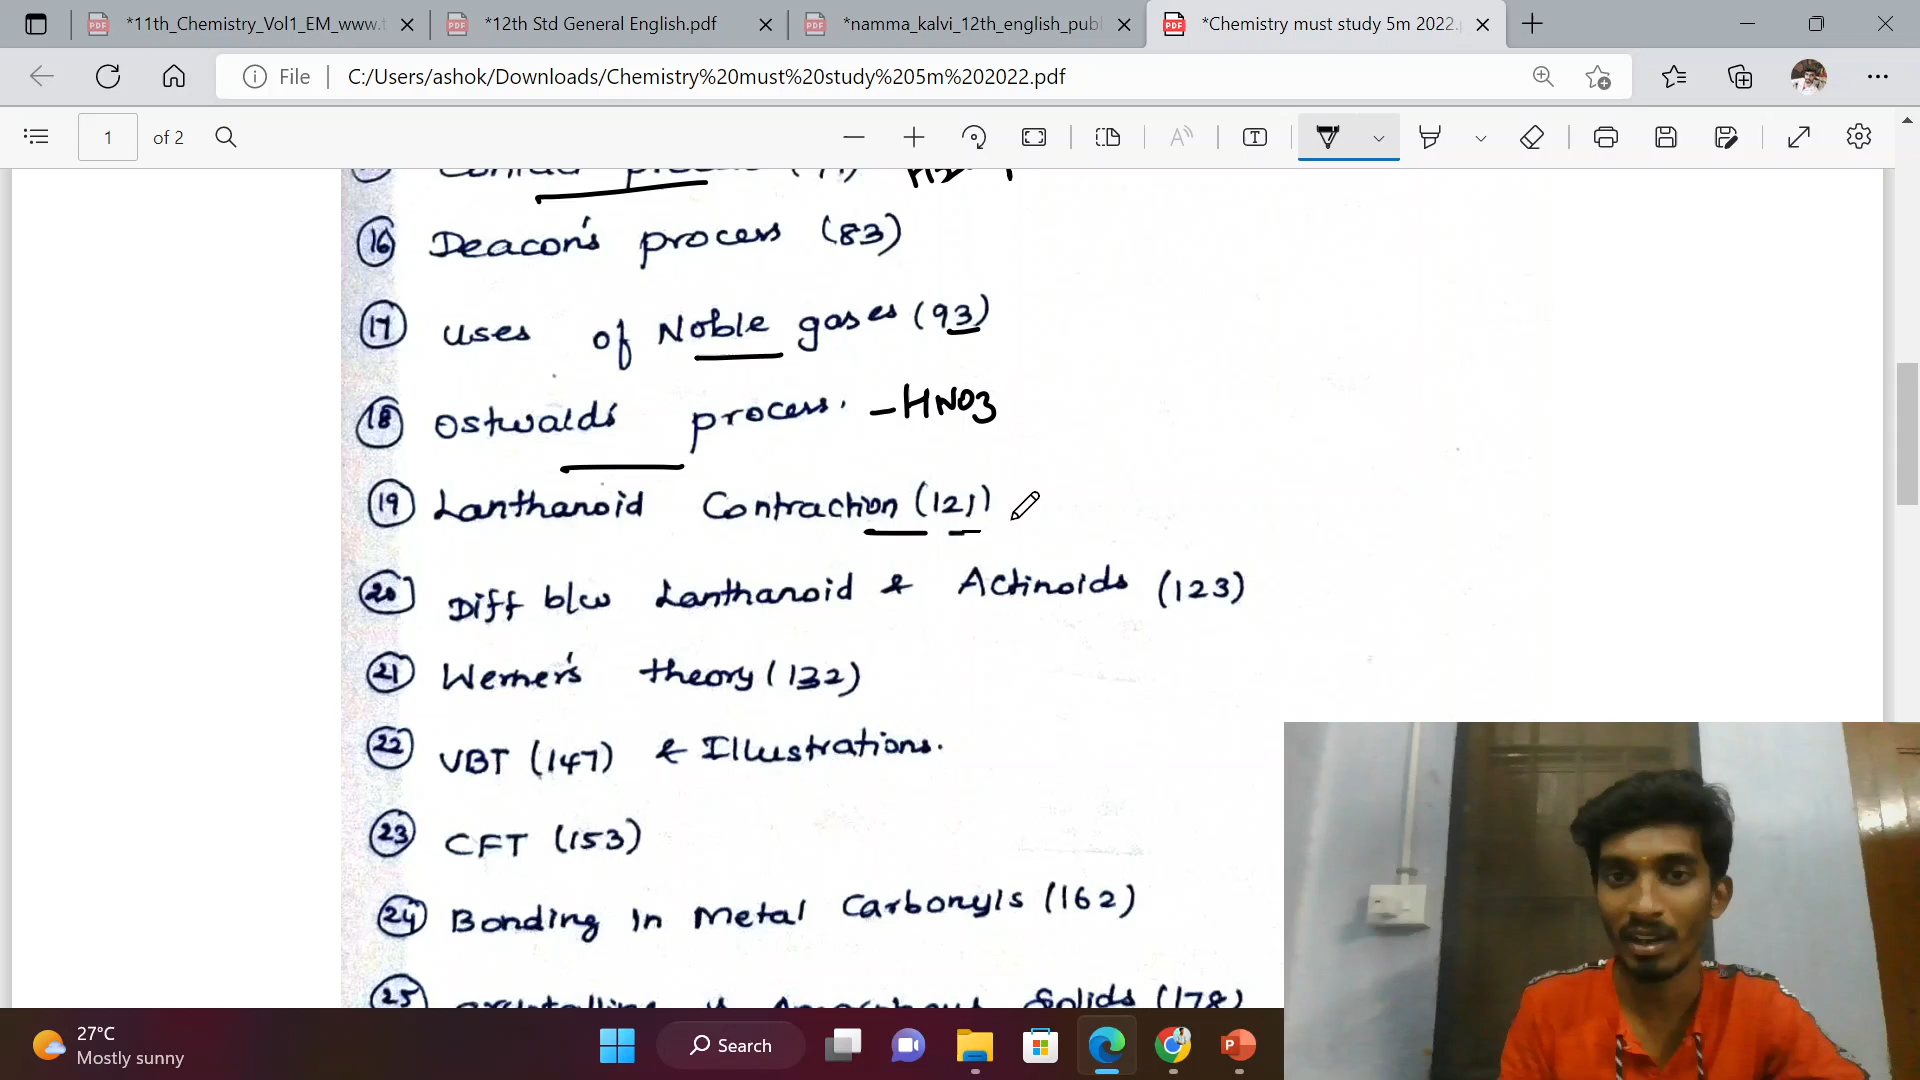 *11th_Chemistry_Vol1_EM_www.t
*12th Std General English.pdf
*namma_kalvi_12th_english_publ
*Chemistry must study 5m 2022.
File
C:/Users/ashok/Downloads/Chemistry%20must%20study%205m%202022.pdf
1 of 2
16 Deacon's process (83)
17 Uses of Noble gases (93)
18 Ostwalds' process. - HNO3
19 Lanthanoid Contraction (121)
20 Diff b/w Lanthanoid & Actinoids (123)
21 Werner's theory (132)
22 VBT (147) & Illustrations.
23 CFT (153)
24 Bonding in Metal Carbonyls (162)
25 Solids (178)
27°C
Mostly sunny
Search